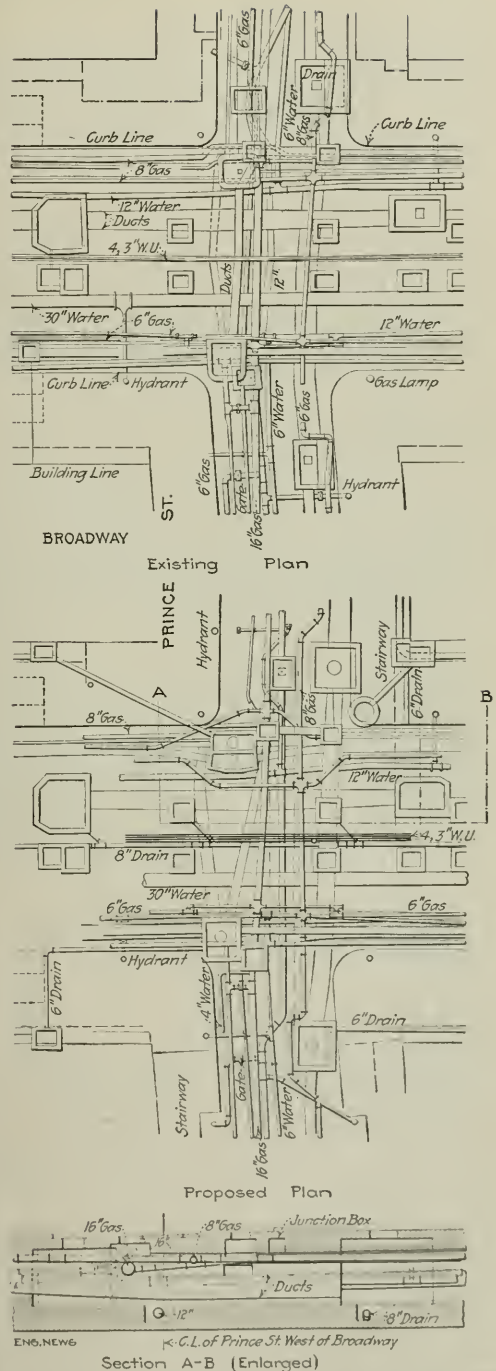 6"Gas
Drain
6"Water
8"Gas
Curb Line
Curb Line
8"Gas
12"Water
Ducts
4, 3"W.U.
Ducts
12"
30"Water
6"Gas
12"Water
Curb Line
Hydrant
Gas Lamp
6"Water
6"Gas
Building Line
6"Gas
Gate
16"Gas
Hydrant
BROADWAY
ST.
Existing Plan
PRINCE
Hydrant
Stairway
A
B
8"Gas
8"Gas
6"Drain
12"Water
4, 3"W.U.
8"Drain
30"Water
6"Gas
6"Gas
Hydrant
6"Drain
4"Water
6"Drain
Stairway
Gate
16"Gas
6"Water
Proposed Plan
16"Gas
16"
8"Gas
Junction Box
Ducts
12"
8"Drain
ENG. NEWS
C.L. of Prince St. West of Broadway
Section A-B (Enlarged)